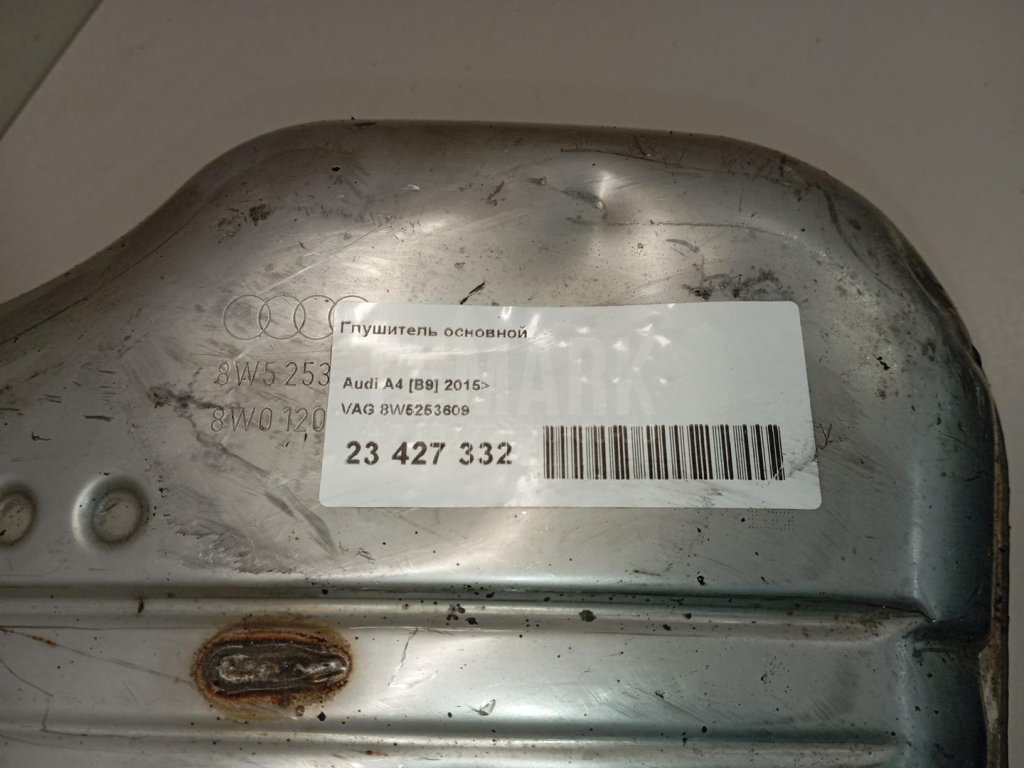 Глушитель основной
8W5 253
Audi A4 [B9] 2015>
VAG 8W5253609
8W0 120
23 427 332